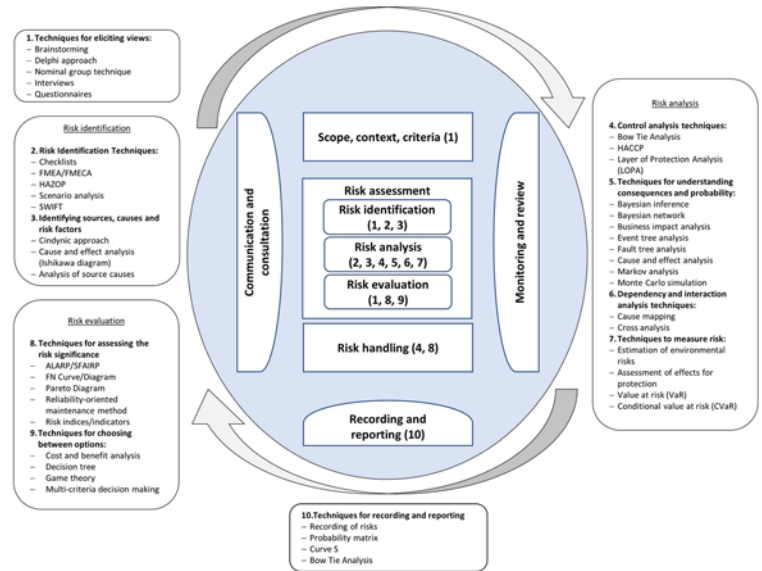 1. Techniques for eliciting views:
– Brainstorming
– Delphi approach
– Nominal group technique
– Interviews
– Questionnaires
Risk identification
2. Risk Identification Techniques:
– Checklists
– FMEA/FMECA
– HAZOP
– Scenario analysis
– SWIFT
3. Identifying sources, causes and
risk factors
– Cindynic approach
– Cause and effect analysis
(Ishikawa diagram)
– Analysis of source causes
Risk evaluation
8. Techniques for assessing the
risk significance
– ALARP/SFAIRP
– FN Curve/Diagram
– Pareto Diagram
– Reliability-oriented
maintenance method
– Risk indices/indicators
9. Techniques for choosing
between options:
– Cost and benefit analysis
– Decision tree
– Game theory
– Multi-criteria decision making
Communication and
consultation
Scope, context, criteria (1)
Risk assessment
Risk identification
(1, 2, 3)
Risk analysis
(2, 3, 4, 5, 6, 7)
Risk evaluation
(1, 8, 9)
Risk handling (4, 8)
Recording and
reporting (10)
Monitoring and review
Risk analysis
4. Control analysis techniques:
– Bow Tie Analysis
– HACCP
– Layer of Protection Analysis
(LOPA)
5. Techniques for understanding
consequences and probability:
– Bayesian inference
– Bayesian network
– Business impact analysis
– Event tree analysis
– Fault tree analysis
– Cause and effect analysis
– Markov analysis
– Monte Carlo simulation
6. Dependency and interaction
analysis techniques:
– Cause mapping
– Cross analysis
7. Techniques to measure risk:
– Estimation of environmental
risks
– Assessment of effects for
protection
– Value at risk (VaR)
– Conditional value at risk (CVaR)
10. Techniques for recording and reporting
– Recording of risks
– Probability matrix
– Curve S
– Bow Tie Analysis